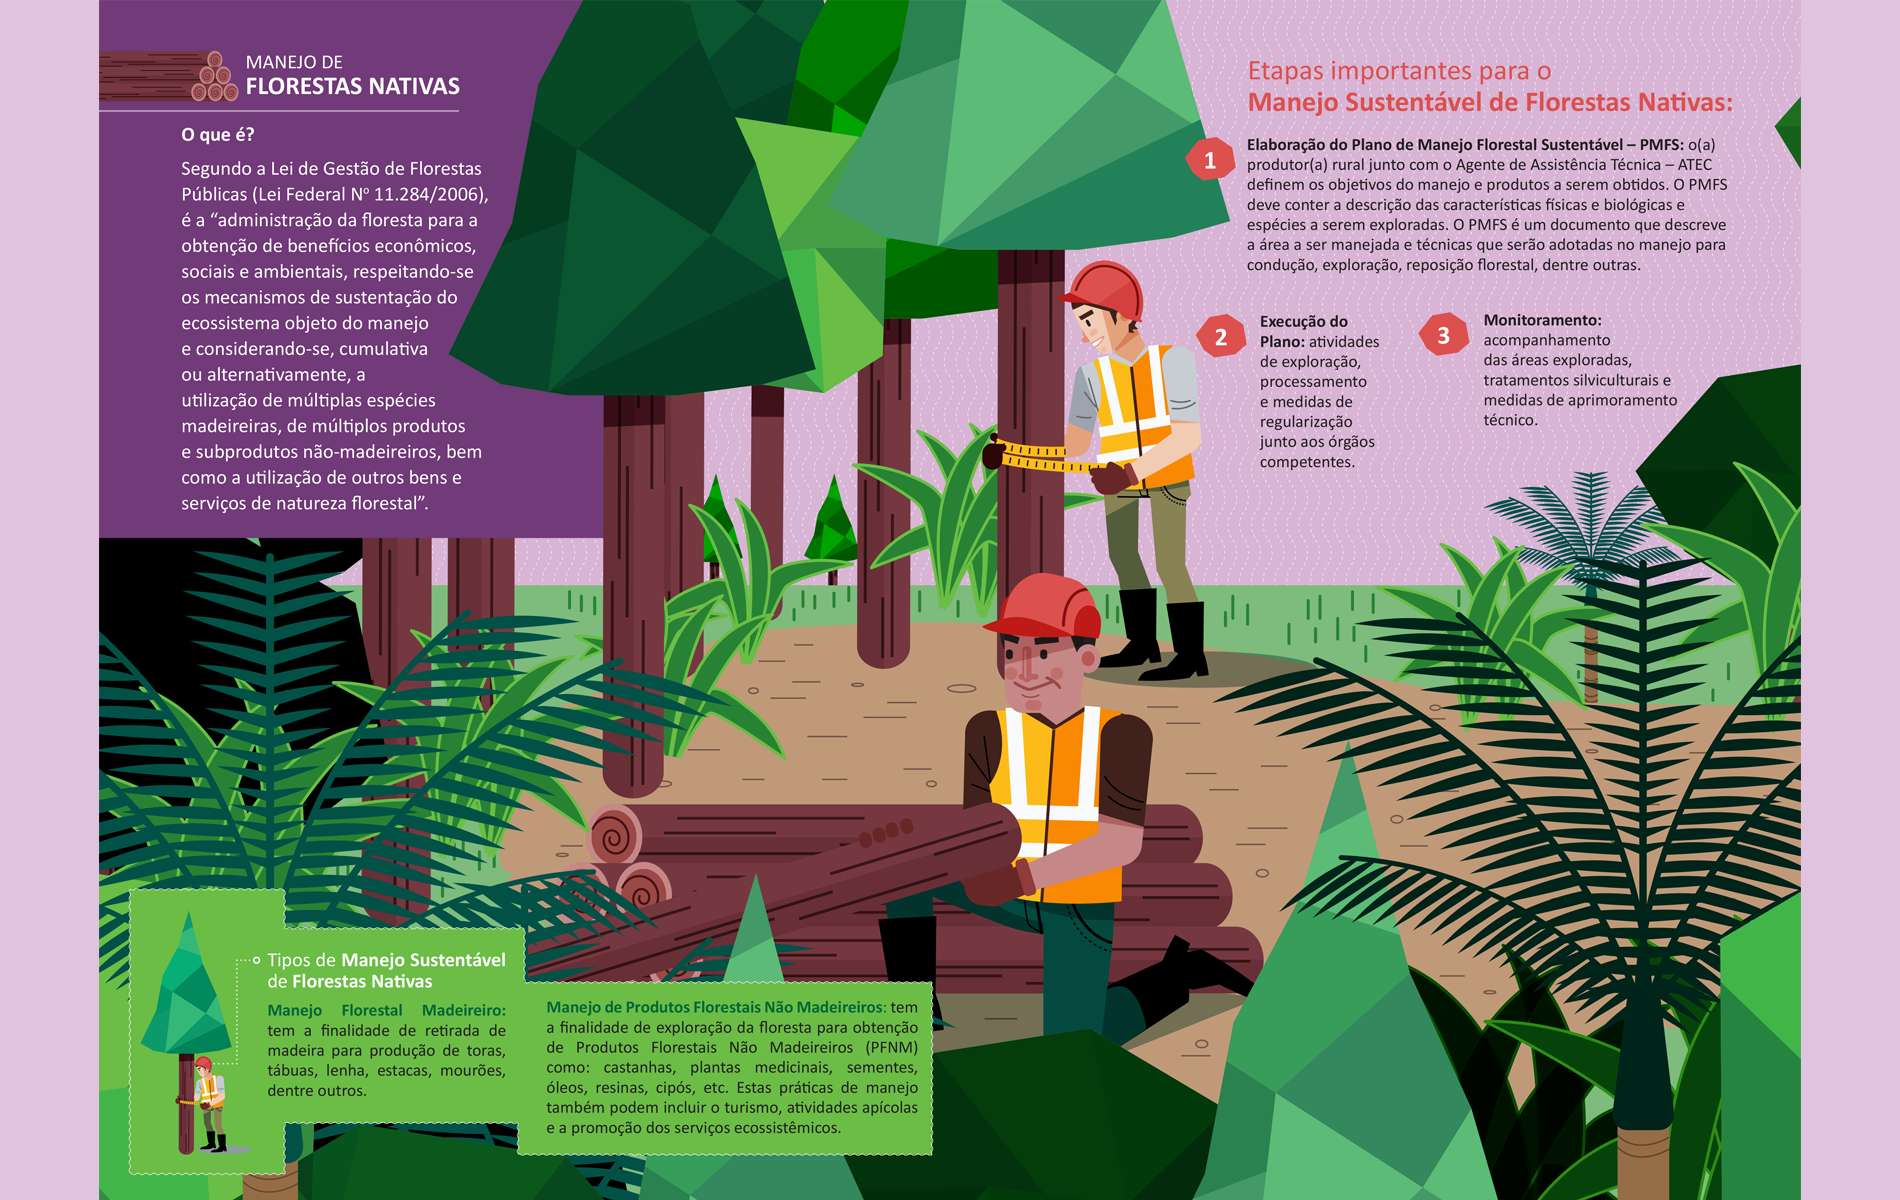 MANEJO DE
FLORESTAS NATIVAS
O que é?
Segundo a Lei de Gestão de Florestas
Públicas (Lei Federal Nº 11.284/2006),
é a “administração da floresta para a
obtenção de benefícios econômicos,
sociais e ambientais, respeitando-se
os mecanismos de sustentação do
ecossistema objeto do manejo
e considerando-se, cumulativa
ou alternativamente, a
utilização de múltiplas espécies
madeireiras, de múltiplos produtos
e subprodutos não-madeireiros, bem
como a utilização de outros bens e
serviços de natureza florestal”.
Etapas importantes para o
Manejo Sustentável de Florestas Nativas:
1
Elaboração do Plano de Manejo Florestal Sustentável – PMFS: o(a)
produtor(a) rural junto com o Agente de Assistência Técnica – ATEC
definem os objetivos do manejo e produtos a serem obtidos. O PMFS
deve conter a descrição das características físicas e biológicas e
espécies a serem exploradas. O PMFS é um documento que descreve
a área a ser manejada e técnicas que serão adotadas no manejo para
condução, exploração, reposição florestal, dentre outras.
2
Execução do
Plano: atividades
de exploração,
processamento
e medidas de
regularização
junto aos órgãos
competentes.
3
Monitoramento:
acompanhamento
das áreas exploradas,
tratamentos silviculturais e
medidas de aprimoramento
técnico.
Tipos de Manejo Sustentável
de Florestas Nativas
Manejo Florestal Madeireiro:
tem a finalidade de retirada de
madeira para produção de toras,
tábuas, lenha, estacas, mourões,
dentre outros.
Manejo de Produtos Florestais Não Madeireiros: tem
a finalidade de exploração da floresta para obtenção
de Produtos Florestais Não Madeireiros (PFNM)
como: castanhas, plantas medicinais, sementes,
óleos, resinas, cipós, etc. Estas práticas de manejo
também podem incluir o turismo, atividades apícolas
e a promoção dos serviços ecossistêmicos.